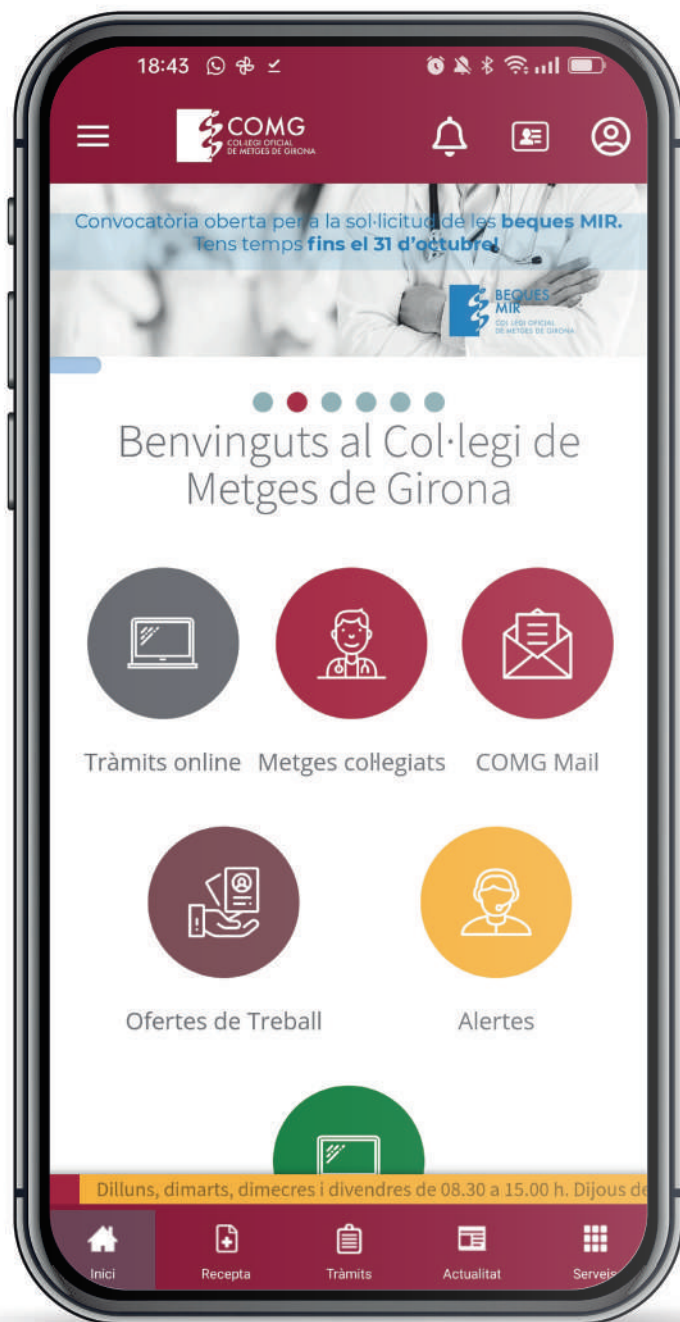 18:43
COMG
COL·LEGI OFICIAL
DE METGES DE GIRONA
Convocatòria oberta per a la sol·licitud de les beques MIR.
Tens temps fins el 31 d'octubre!
BEQUES
MIR
COL·LEGI OFICIAL
DE METGES DE GIRONA
Benvinguts al Col·legi de
Metges de Girona
Tràmits online Metges col·legiats COMG Mail
Ofertes de Treball Alertes
Dilluns, dimarts, dimecres i divendres de 08.30 a 15.00 h. Dijous de
Inici Recepta Tràmits Actualitat Serveis